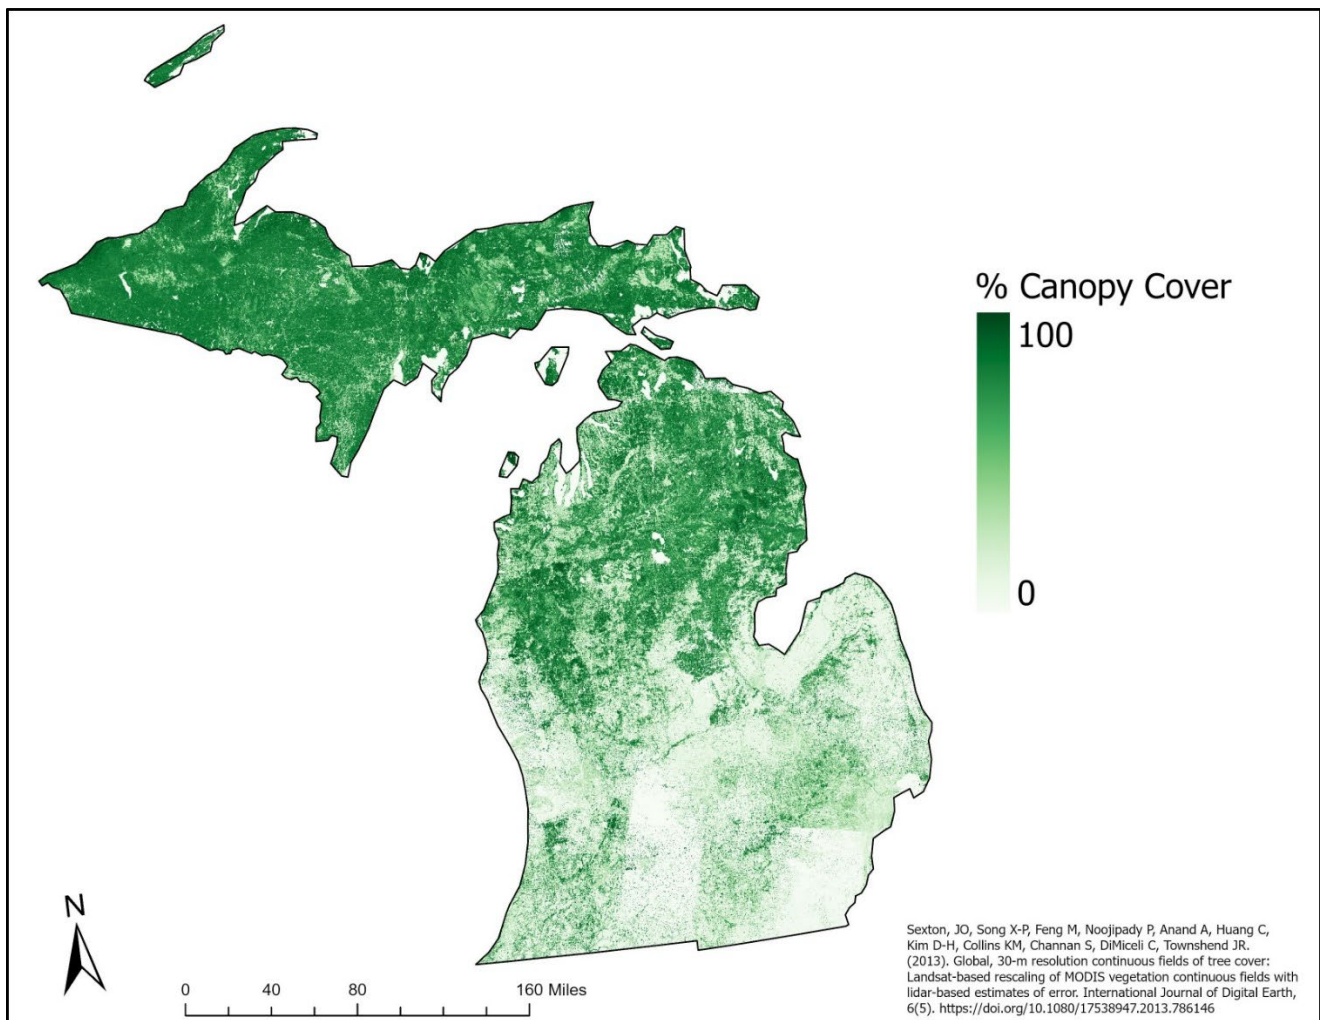 % Canopy Cover
100
0
N
0 40 80 160 Miles
Sexton, JO, Song X-P, Feng M, Noojipady P, Anand A, Huang C,
Kim D-H, Collins KM, Channan S, DiMiceli C, Townshend JR.
(2013). Global, 30-m resolution continuous fields of tree cover:
Landsat-based rescaling of MODIS vegetation continuous fields with
lidar-based estimates of error. International Journal of Digital Earth,
6(5). https://doi.org/10.1080/17538947.2013.786146